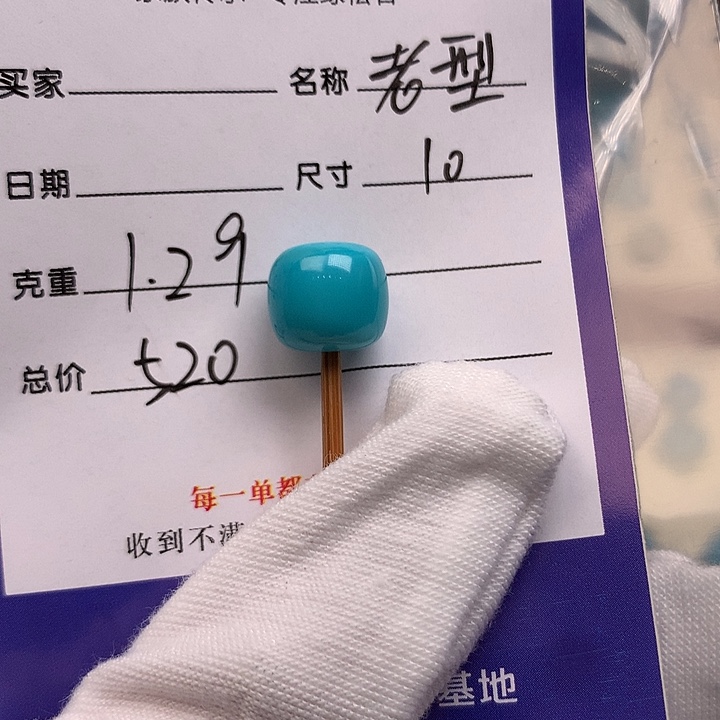 买家 名称 老型
日期 尺寸 10
克重 1.29
总价 520
每一单都
收到不满
基地